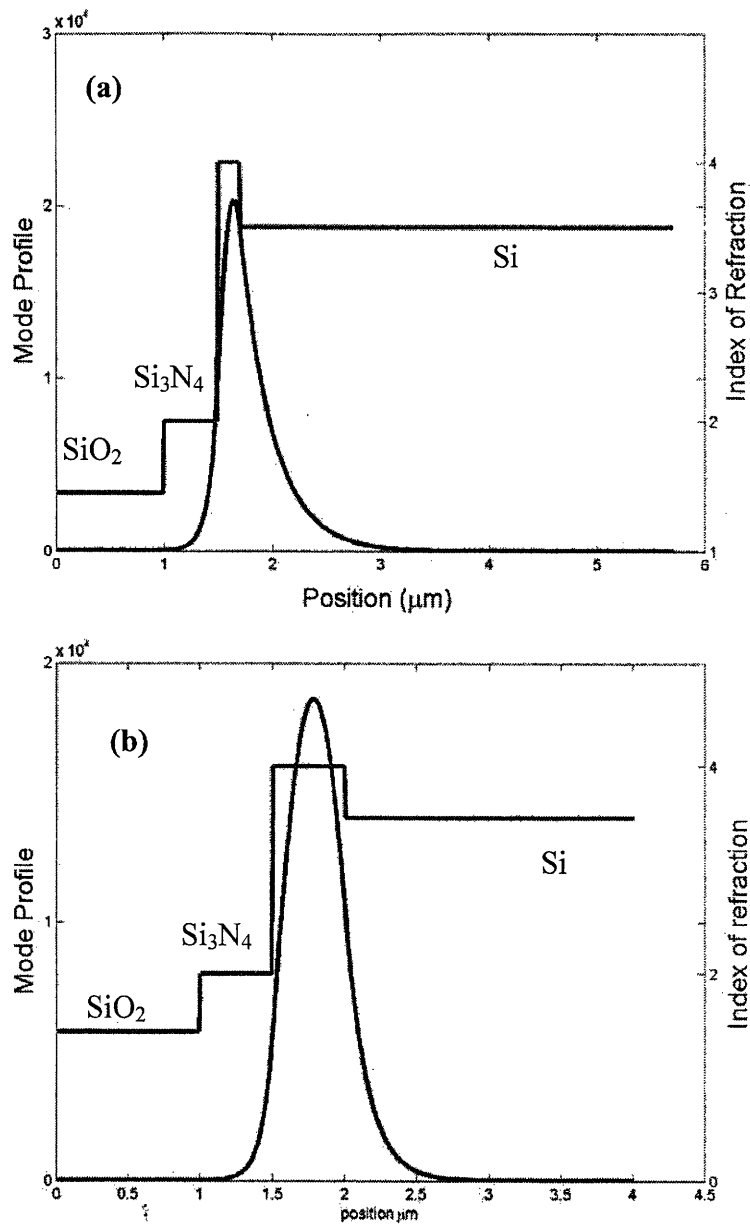 x 10⁴
3
(a)
4
2
Mode Profile
Si
Index of Refraction
3
Si₃N₄
1
2
SiO₂
0
1
0 1 2 3 4 5 6
Position (μm)
x 10⁴
2
(b)
4
Mode Profile
Si
Index of refraction
1
Si₃N₄
2
SiO₂
0
0
0 0.5 1 1.5 2 2.5 3 3.5 4 4.5
position μm